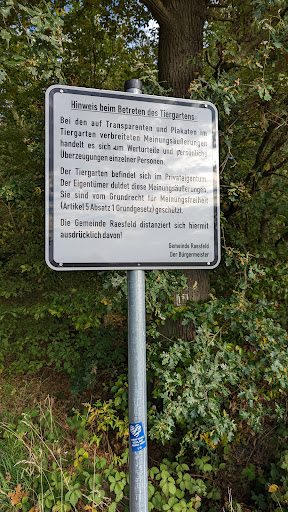 Hinweis beim Betreten des Tiergartens:
Bei den auf Transparenten und Plakaten im
Tiergarten verbreiteten Meinungsäußerungen
handelt es sich um Werturteile und persönliche
Überzeugungen einzelner Personen.
Der Tiergarten befindet sich im Privateigentum.
Der Eigentümer duldet diese Meinungsäußerungen.
Sie sind vom Grundrecht für Meinungsfreiheit
(Artikel 5 Absatz 1 Grundgesetz) geschützt.
Die Gemeinde Raesfeld distanziert sich hiermit
ausdrücklich davon!
Gemeinde Raesfeld
Der Bürgermeister